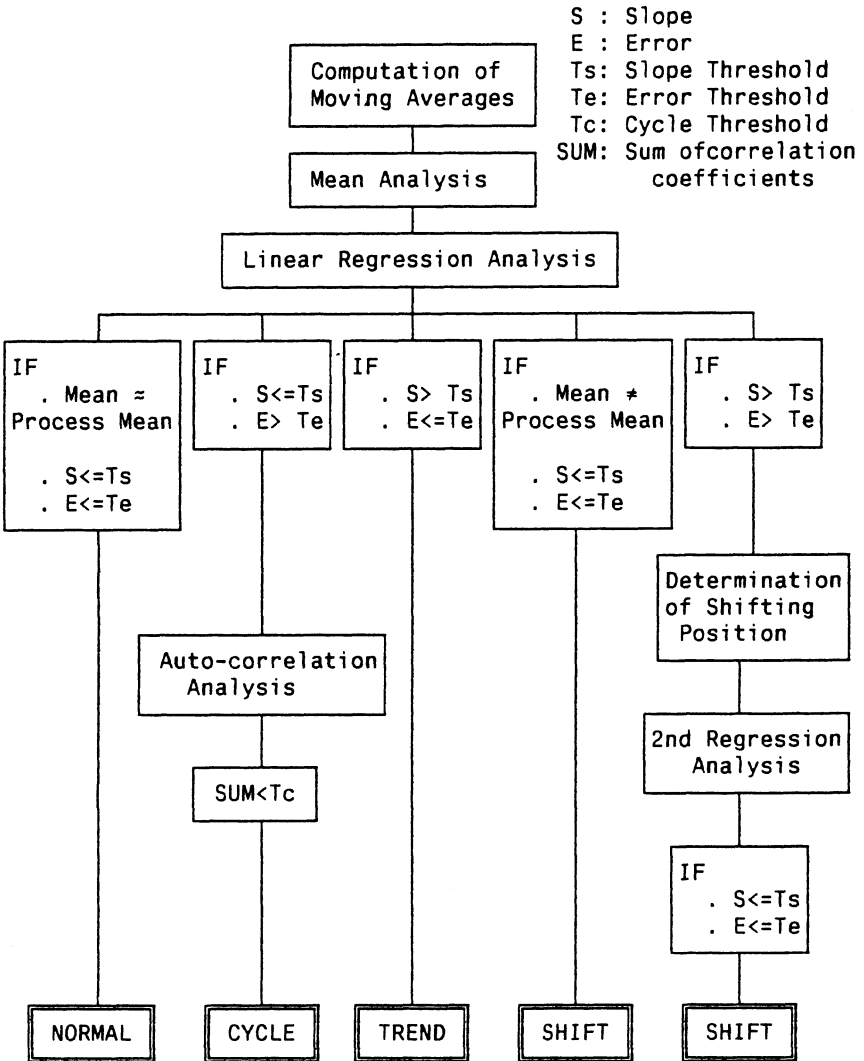 S : Slope
E : Error
Ts: Slope Threshold
Te: Error Threshold
Tc: Cycle Threshold
SUM: Sum ofcorrelation
coefficients
Computation of
Moving Averages
Mean Analysis
Linear Regression Analysis
IF
. Mean ≈
Process Mean
. S<=Ts
. E<=Te
IF
. S<=Ts
. E> Te
IF
. S> Ts
. E<=Te
IF
. Mean ≠
Process Mean
. S<=Ts
. E<=Te
IF
. S> Ts
. E> Te
Auto-correlation
Analysis
SUM<Tc
Determination
of Shifting
Position
2nd Regression
Analysis
IF
. S<=Ts
. E<=Te
NORMAL
CYCLE
TREND
SHIFT
SHIFT